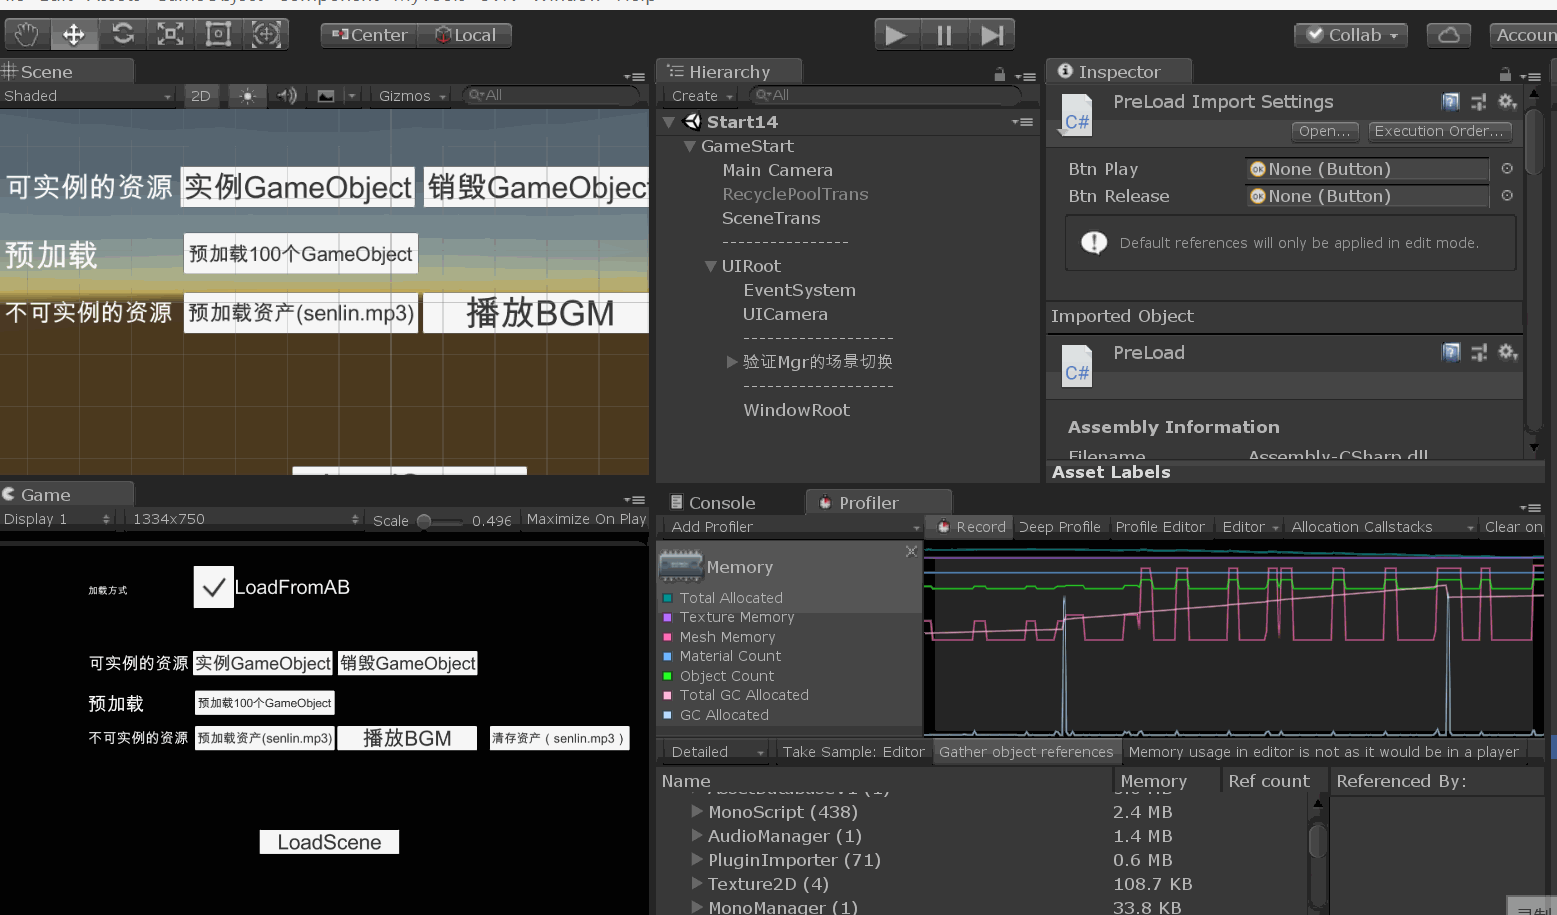 Edit Assets GameObject Component MyTools SVN Window Help
Center Local Collab Accoun
Scene
Shaded 2D Gizmos All
可实例的资源 实例GameObject 销毁GameObjec
预加载 预加载100个GameObject
不可实例的资源 预加载资产(senlin.mp3) 播放BGM
Hierarchy
Create All
Start14
GameStart
Main Camera
RecyclePoolTrans
SceneTrans
----------------
UIRoot
EventSystem
UICamera
-------------------
验证Mgr的场景切换
-------------------
WindowRoot
Inspector
C# PreLoad Import Settings
Open... Execution Order...
Btn Play OK None (Button)
Btn Release OK None (Button)
Default references will only be applied in edit mode.
Imported Object
C# PreLoad
Assembly Information
Filename Assembly-CSharp.dll
Asset Labels
Game
Display 1 1334x750 Scale 0.496 Maximize On Play
加载方式 LoadFromAB
可实例的资源 实例GameObject 销毁GameObject
预加载 预加载100个GameObject
不可实例的资源 预加载资产(senlin.mp3) 播放BGM 清存资产（senlin.mp3）
LoadScene
Console Profiler
Add Profiler Record Deep Profile Profile Editor Editor Allocation Callstacks Clear on
Memory
Total Allocated
Texture Memory
Mesh Memory
Material Count
Object Count
Total GC Allocated
GC Allocated
Detailed Take Sample: Editor Gather object references Memory usage in editor is not as it would be in a player
Name Memory Ref count Referenced By:
MonoScript (438) 2.4 MB
AudioManager (1) 1.4 MB
PluginImporter (71) 0.6 MB
Texture2D (4) 108.7 KB
MonoManager (1) 33.8 KB